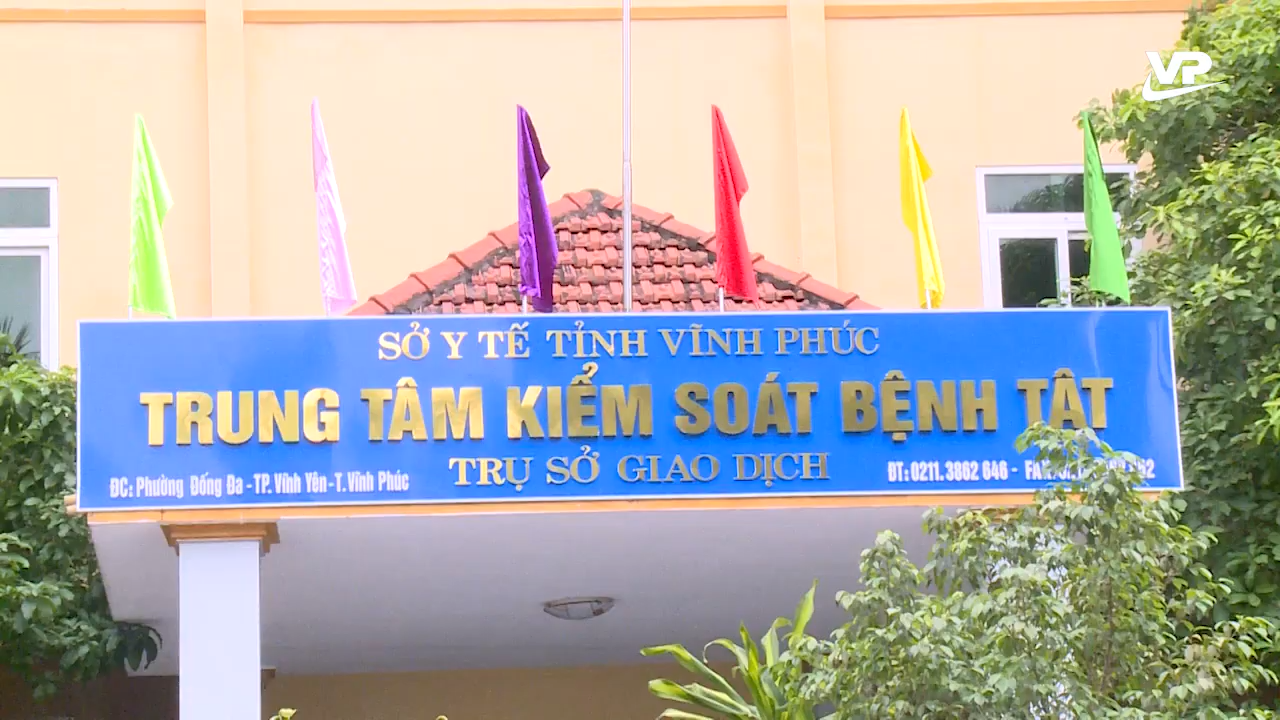 VP
SỞ Y TẾ TỈNH VĨNH PHÚC
TRUNG TÂM KIỂM SOÁT BỆNH TẬT
TRỤ SỞ GIAO DỊCH
ĐC: Phường Đống Đa - TP. Vĩnh Yên - T. Vĩnh Phúc
ĐT: 0211. 3862 646 -